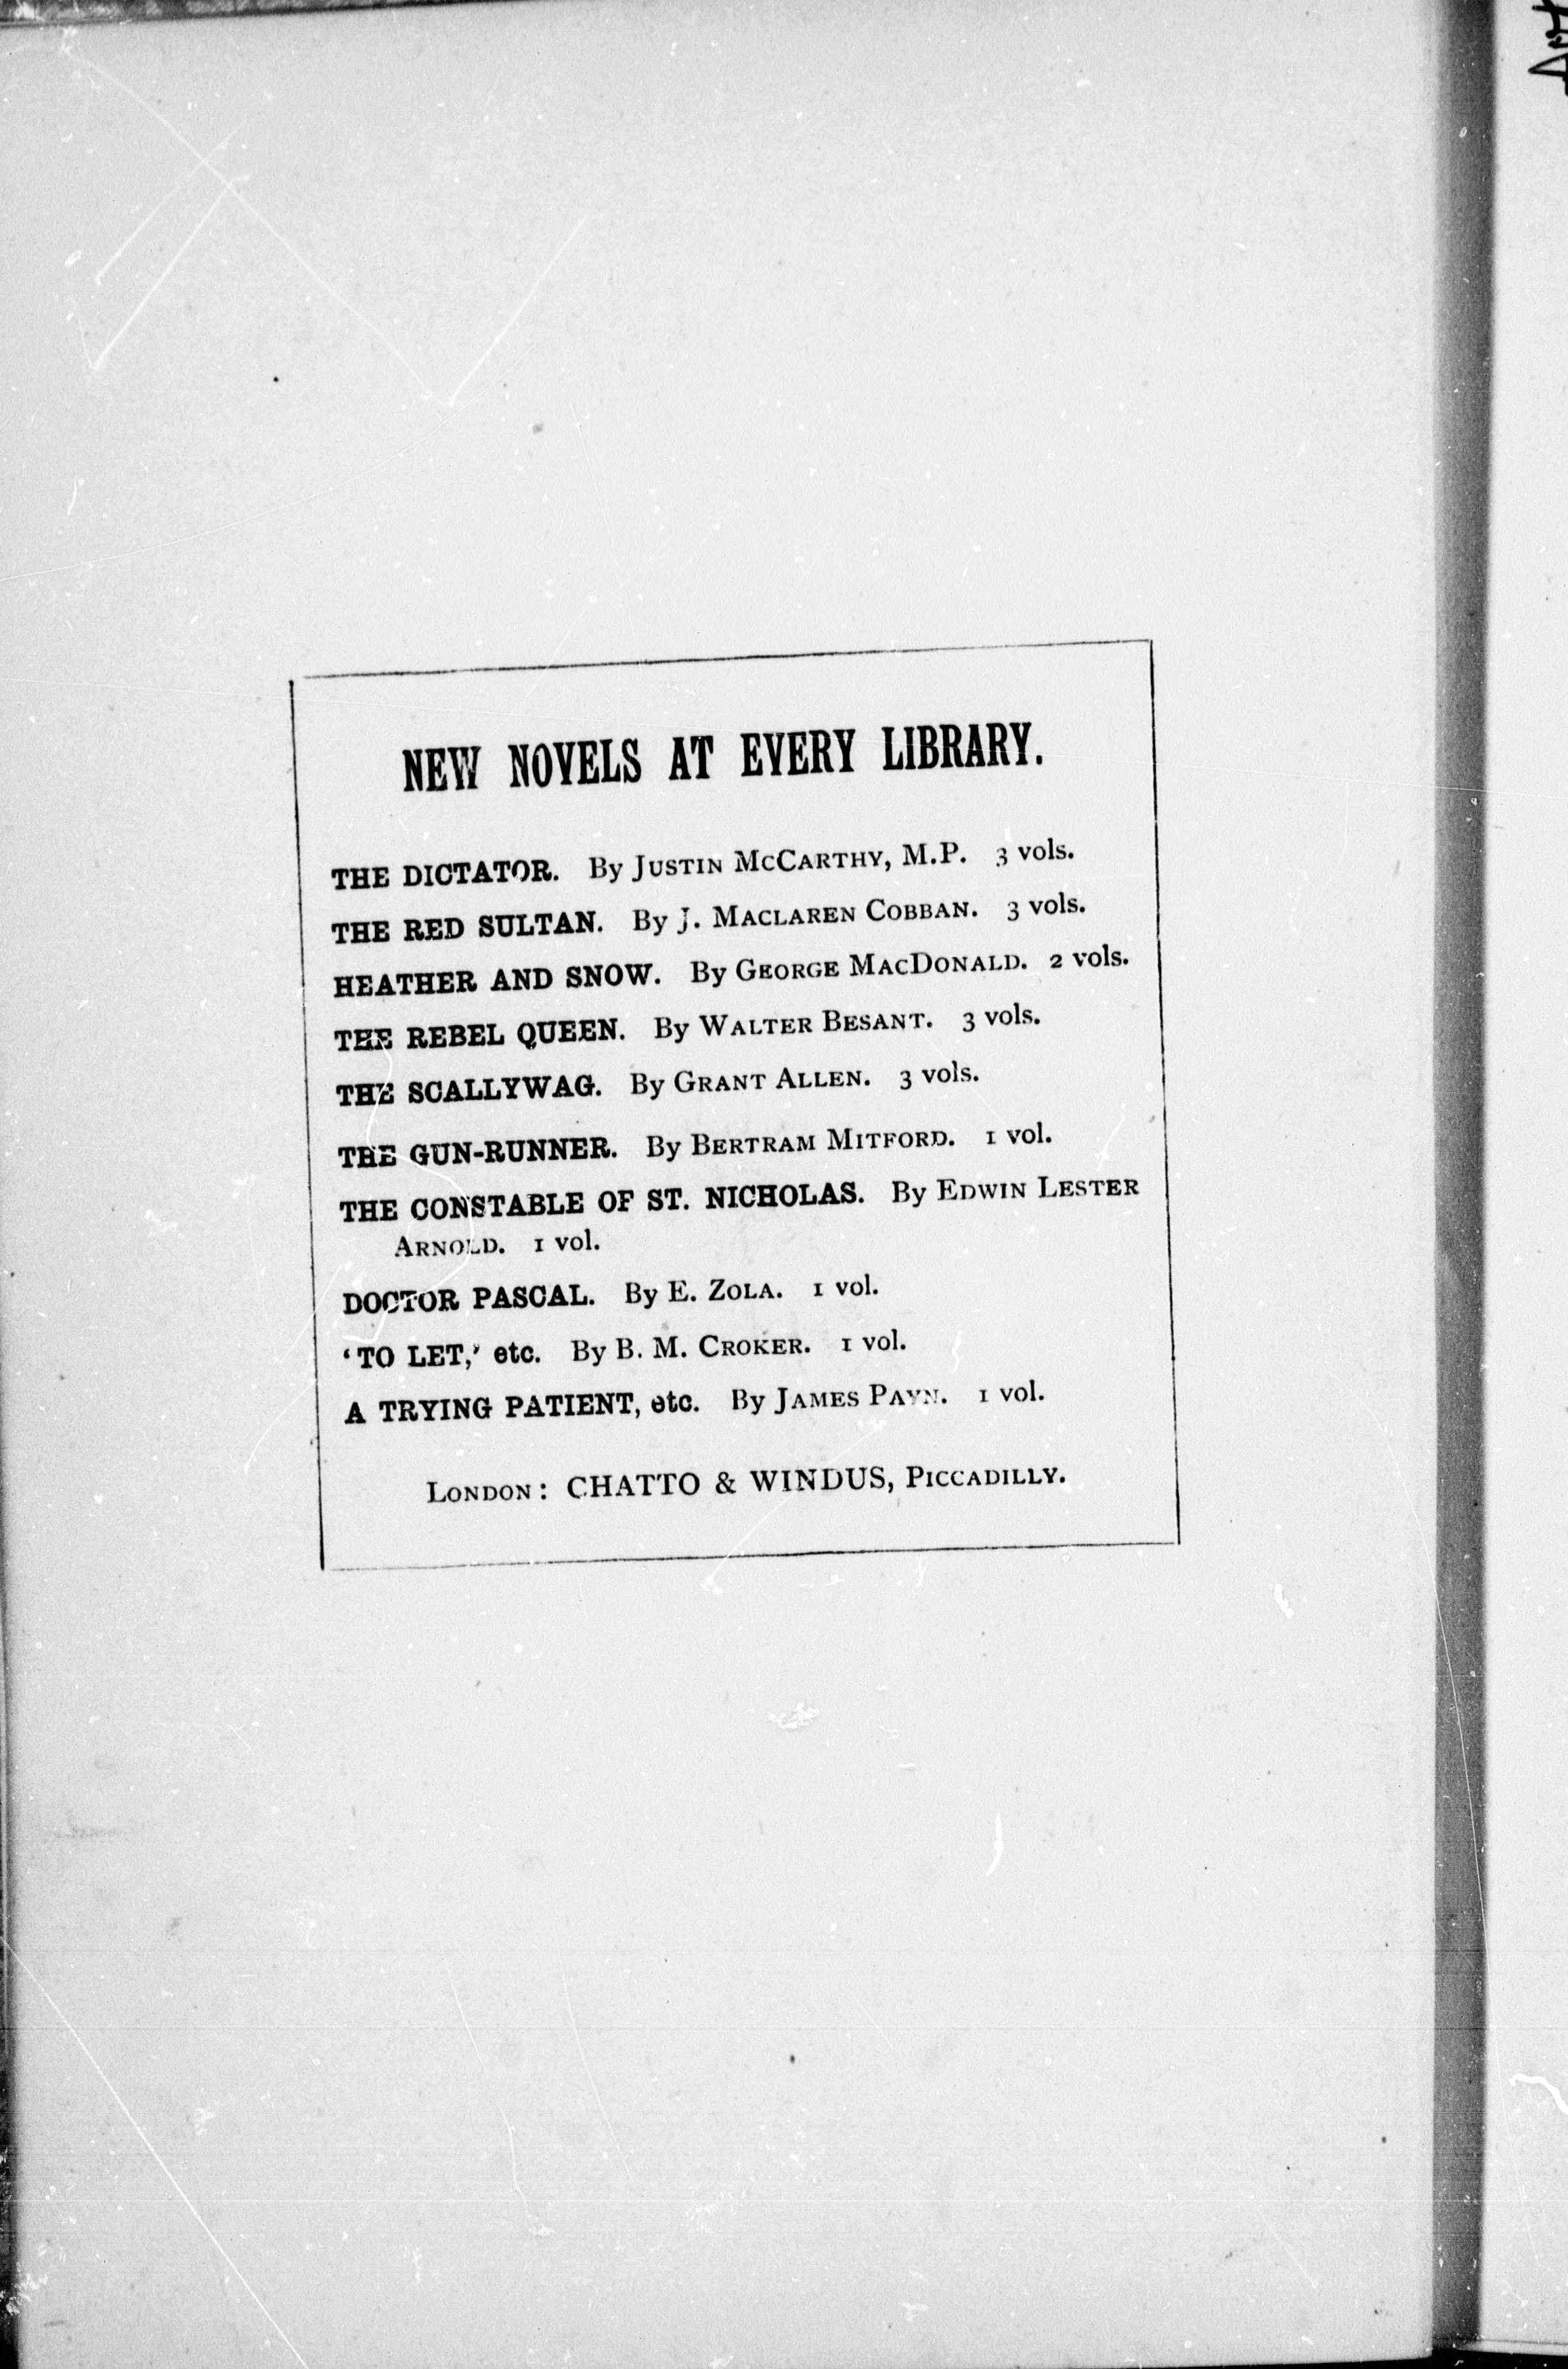 NEW NOVELS AT EVERY LIBRARY.
THE DICTATOR. By JUSTIN MCCARTHY, M.P. 3 vols.
THE RED SULTAN. By J. MACLAREN COBBAN. 3 vols.
HEATHER AND SNOW. By GEORGE MACDONALD. 2 vols.
THE REBEL QUEEN. By WALTER BESANT. 3 vols.
THE SCALLYWAG. By GRANT ALLEN. 3 vols.
THE GUN-RUNNER. By BERTRAM MITFORD. 1 vol.
THE CONSTABLE OF ST. NICHOLAS. By EDWIN LESTER
ARNOLD. 1 vol.
DOCTOR PASCAL. By E. ZOLA. 1 vol.
‘TO LET,’ etc. By B. M. CROKER. 1 vol.
A TRYING PATIENT, etc. By JAMES PAYN. 1 vol.
LONDON: CHATTO & WINDUS, PICCADILLY.